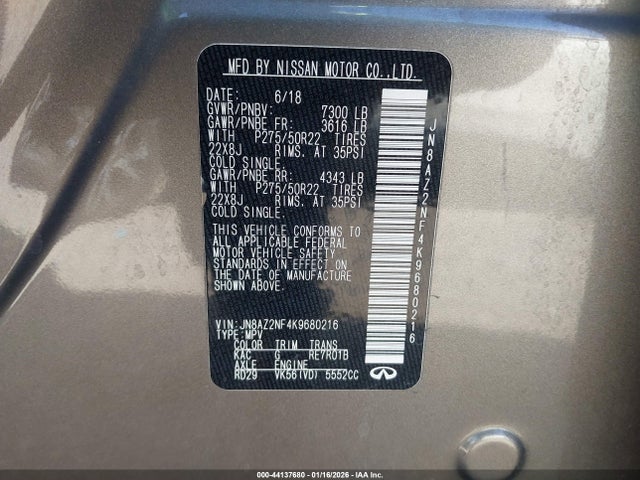 MFD BY NISSAN MOTOR CO.,LTD.
DATE: 6/18
GVWR/PNBV: 7300 LB
GAWR/PNBE FR: 3616 LB
WITH P275/50R22 TIRES
22X8J RIMS. AT 35PSI
COLD SINGLE.
GAWR/PNBE RR: 4343 LB
WITH P275/50R22 TIRES
22X8J RIMS. AT 35PSI
COLD SINGLE.
THIS VEHICLE CONFORMS TO
ALL APPLICABLE FEDERAL
MOTOR VEHICLE SAFETY
STANDARDS IN EFFECT ON
THE DATE OF MANUFACTURE
SHOWN ABOVE.
VIN: JN8AZ2NF4K9680216
TYPE: MPV
COLOR TRIM TRANS
KAC G RE7R01B
AXLE ENGINE
RD29 VK56(VD) 5552CC
JN8AZ2NF4K9680216
INFINITI
000-44137680 - 01/16/2026 - IAA Inc.